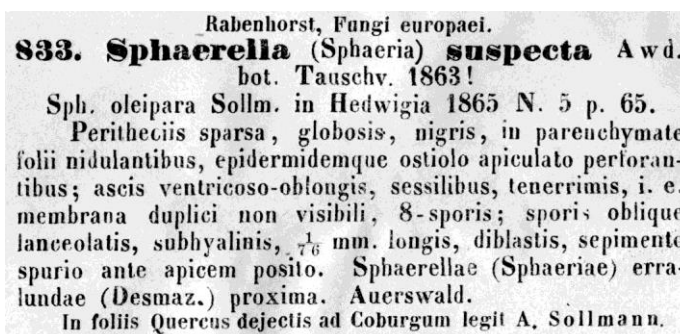 Rabenhorst, Fungi europaei.
833. Sphaerella (Sphaeria) suspecta Awd.
bot. Tauschv. 1863!
Sph. oleipara Sollm. in Hedwigia 1865 N. 5 p. 65.
Peritheciis sparsa, globosis, nigris, in parenchymate
folii nidulantibus, epidermidemque ostiolo apiculato perforan-
tibus; ascis ventricoso-oblongis, sessilibus, tenerrimis, i. e.
membrana duplici non visibili, 8-sporis; sporis oblique
lanceolatis, subhyalinis, 1/76 mm. longis, diblastis, sepimento
spurio ante apicem posito. Sphaerellae (Sphaeriae) erra-
lundae (Desmaz.) proxima. Auerswald.
In foliis Quercus dejectis ad Coburgum legit A. Sollmann.